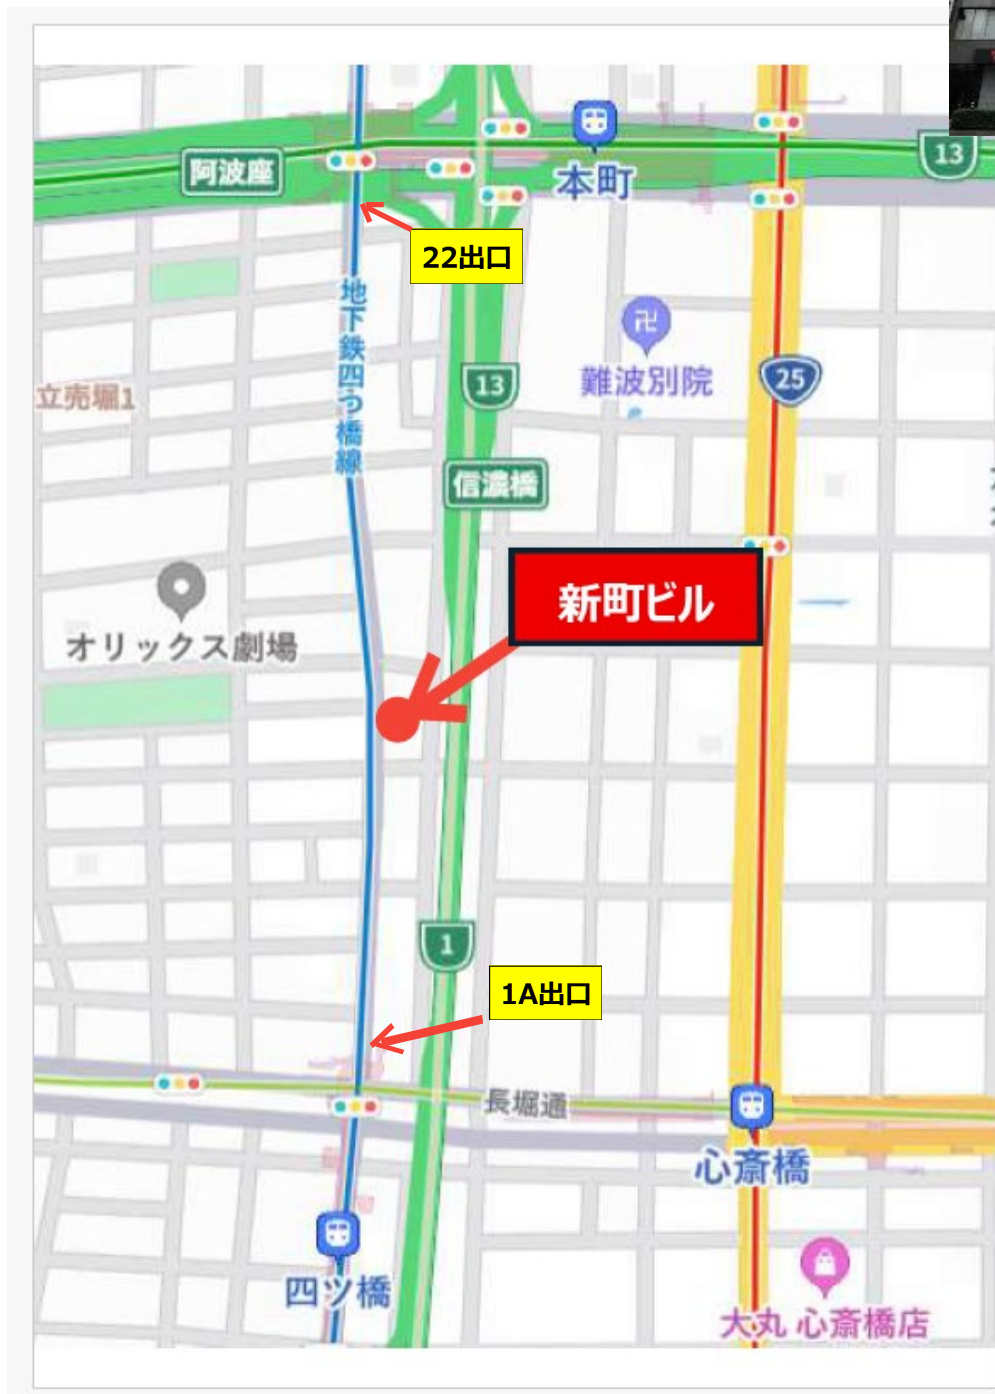 13
阿波座
本町
22出口
地下鉄四つ橋線
難波別院
25
13
立売堀1
信濃橋
新町ビル
オリックス劇場
1
1A出口
長堀通
心斎橋
四ツ橋
大丸 心斎橋店